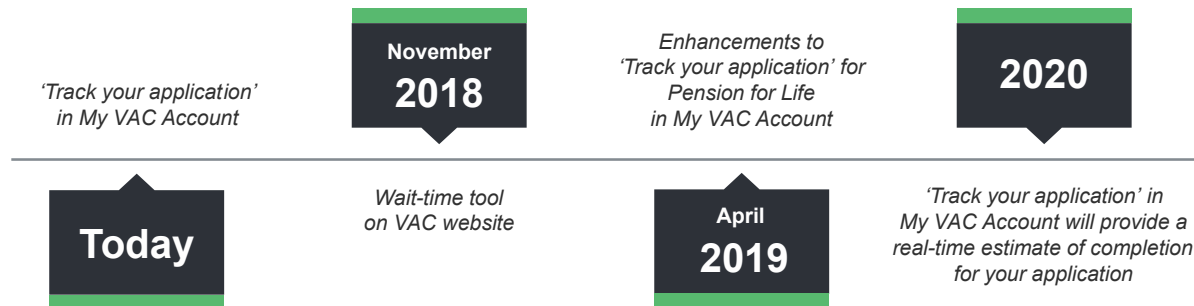 ‘Track your application’
in My VAC Account
Today
November
2018
Wait-time tool
on VAC website
Enhancements to
‘Track your application’ for
Pension for Life
in My VAC Account
April
2019
2020
‘Track your application’ in
My VAC Account will provide a
real-time estimate of completion
for your application